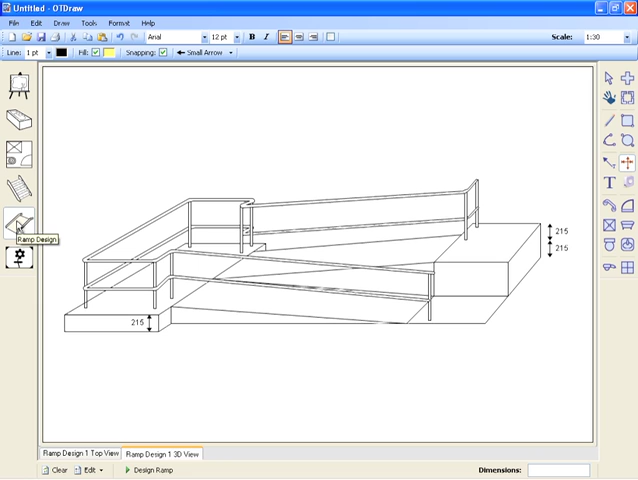 Untitled - OTDraw
File Edit Draw Tools Format Help
Arial 12 pt B I Scale: 1:30
Line: 1 pt Fill: Snapping: Small Arrow
Ramp Design
215
215
215
T
Ramp Design 1 Top View Ramp Design 1 3D View
Clear Edit Design Ramp Dimensions: